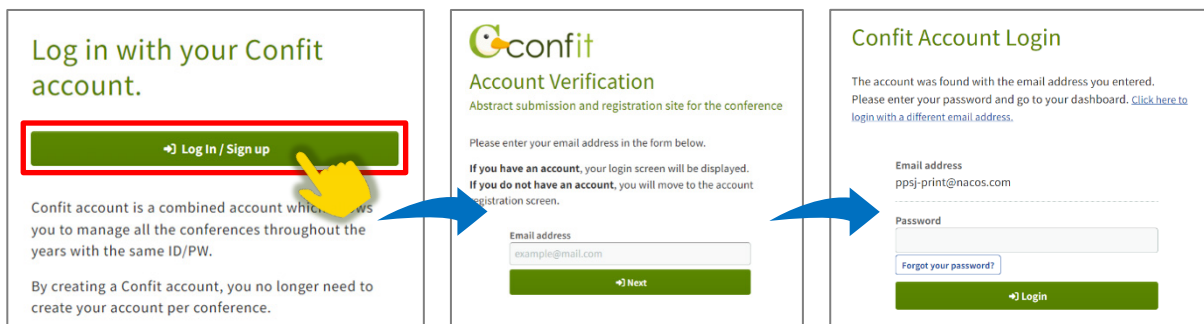 Log in with your Confit
account.
Log In / Sign up
Confit account is a combined account which
you to manage all the conferences throughout the
years with the same ID/PW.
By creating a Confit account, you no longer need to
create your account per conference.
confit
Account Verification
Abstract submission and registration site for the conference
Please enter your email address in the form below.
If you have an account, your login screen will be displayed.
If you do not have an account, you will move to the account
registration screen.
Email address
example@mail.com
Next
Confit Account Login
The account was found with the email address you entered.
Please enter your password and go to your dashboard. Click here to
login with a different email address.
Email address
ppsj-print@nacos.com
Password
Forgot your password?
Login